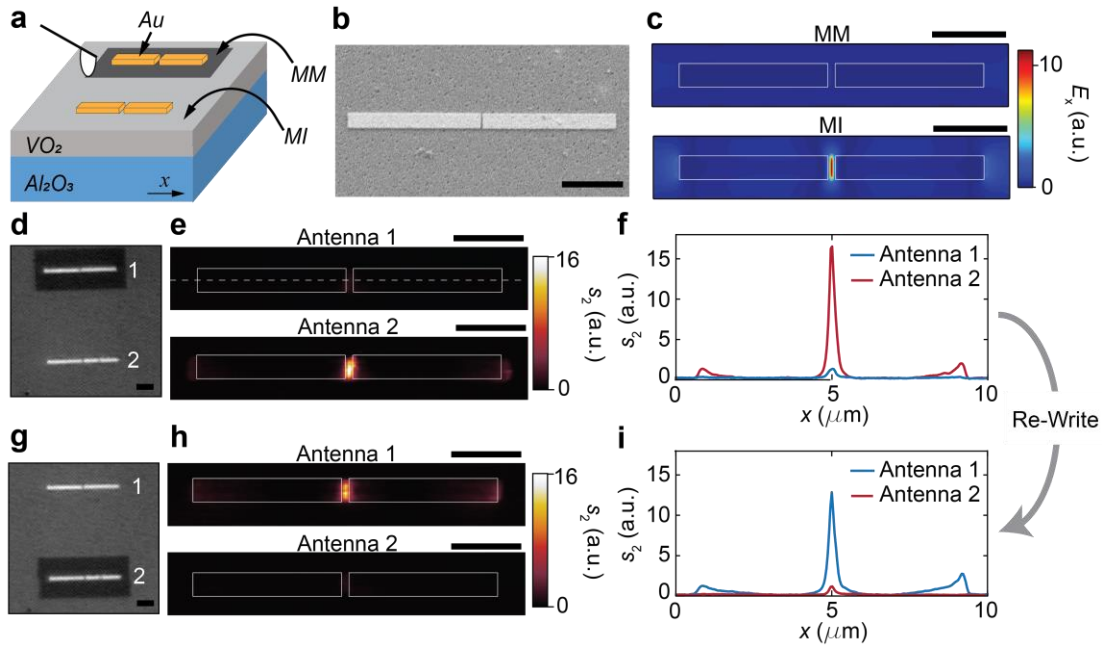 a
Au
MM
MI
VO₂
Al₂O₃
x
b
c
MM
MI
10
0
Eₓ (a.u.)
d
1
2
e
Antenna 1
Antenna 2
16
0
s₂ (a.u.)
f
Antenna 1
Antenna 2
s₂ (a.u.)
15
10
5
0
0
5
10
x (μm)
Re-Write
g
1
2
h
Antenna 1
Antenna 2
16
0
s₂ (a.u.)
i
Antenna 1
Antenna 2
s₂ (a.u.)
15
10
5
0
0
5
10
x (μm)